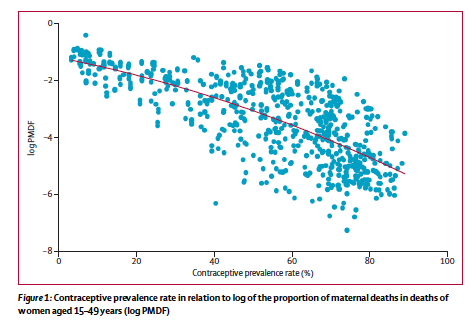 0
−2
−4
−6
−8
log PMDF
0
20
40
60
80
100
Contraceptive prevalence rate (%)
Figure 1: Contraceptive prevalence rate in relation to log of the proportion of maternal deaths in deaths of
women aged 15–49 years (log PMDF)